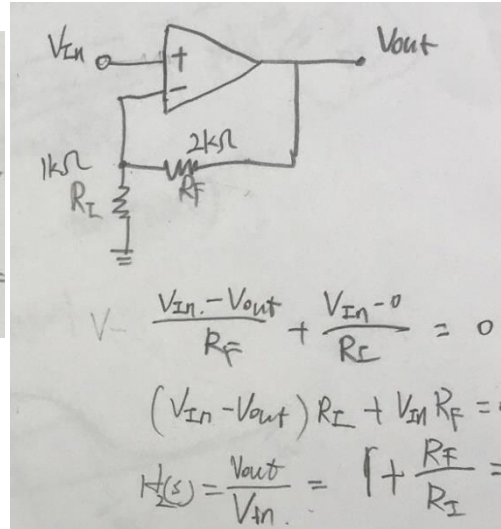 VIn + Vout
-
2kΩ
1kΩ
RI RF
V- (VIn - Vout)/RF + (VIn - 0)/RI = 0
(VIn - Vout) RI + VIn RF =
H2(s) = Vout/VIn = 1 + RF/RI =